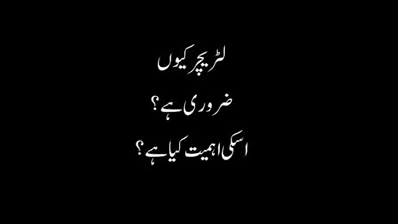 لٹریچر کیوں
ضروری ہے؟
اسکی اہمیت کیا ہے؟